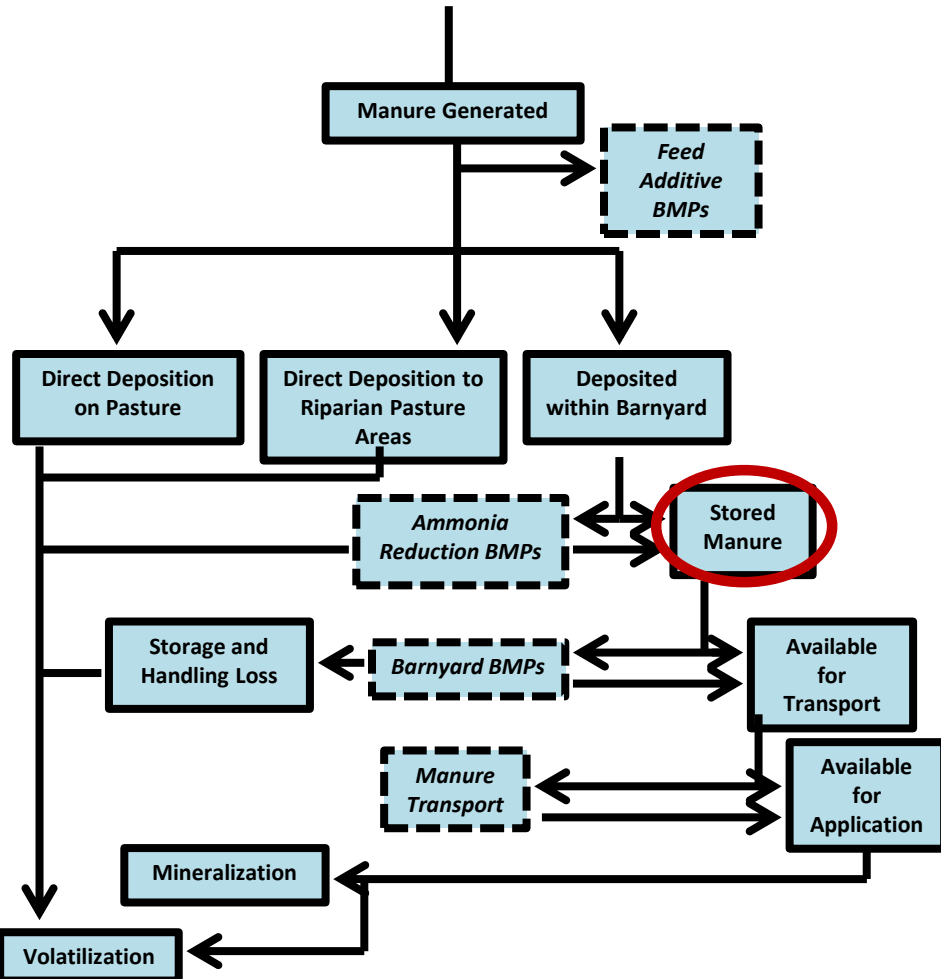 Manure Generated
Feed
Additive
BMPs
Direct Deposition
on Pasture
Direct Deposition to
Riparian Pasture
Areas
Deposited
within Barnyard
Ammonia
Reduction BMPs
Stored
Manure
Storage and
Handling Loss
Barnyard BMPs
Available
for
Transport
Manure
Transport
Available
for
Application
Mineralization
Volatilization